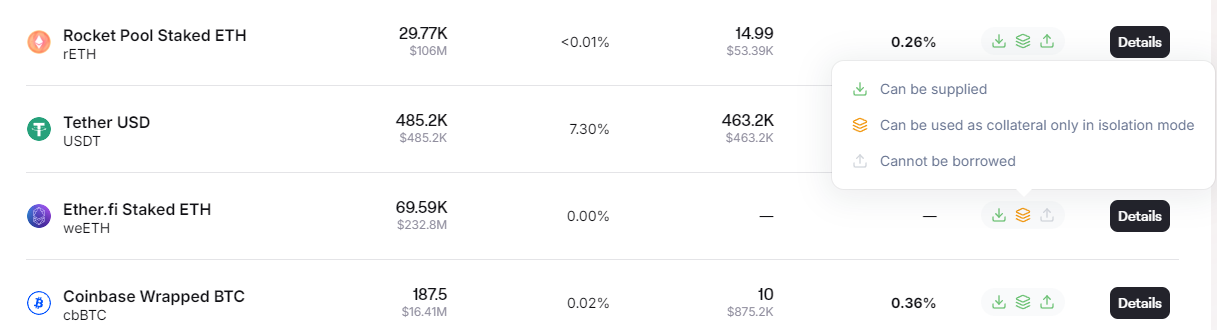 Rocket Pool Staked ETH
rETH
29.77K
$106M
<0.01%
14.99
$53.39K
0.26%
Details
Can be supplied
Can be used as collateral only in isolation mode
Cannot be borrowed
Tether USD
USDT
485.2K
$485.2K
7.30%
463.2K
$463.2K
Ether.fi Staked ETH
weETH
69.59K
$232.8M
0.00%
—
—
Details
Coinbase Wrapped BTC
cbBTC
187.5
$16.41M
0.02%
10
$875.2K
0.36%
Details